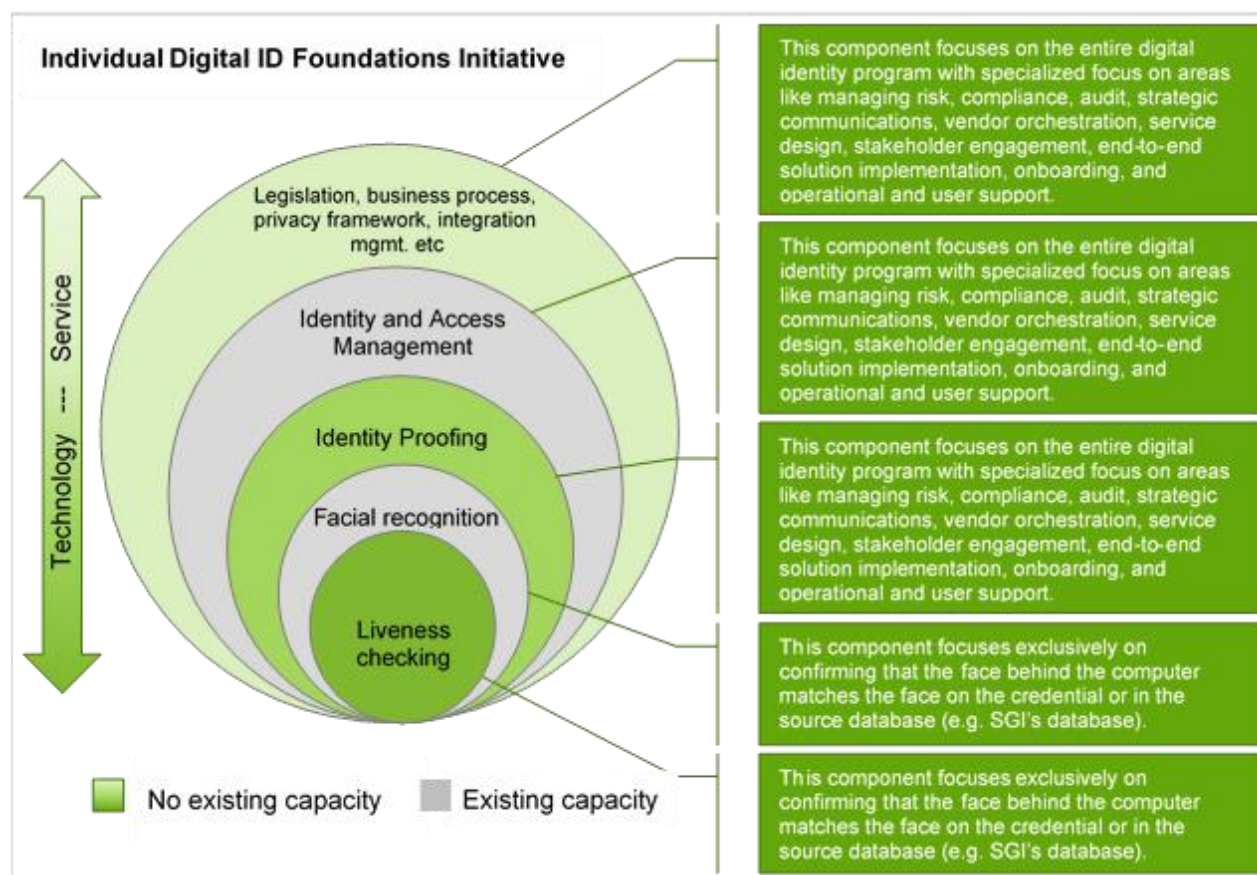 Individual Digital ID Foundations Initiative
Technology --- Service
Legislation, business process,
privacy framework, integration
mgmt. etc
Identity and Access
Management
Identity Proofing
Facial recognition
Liveness
checking
No existing capacity
Existing capacity
This component focuses on the entire digital
identity program with specialized focus on areas
like managing risk, compliance, audit, strategic
communications, vendor orchestration, service
design, stakeholder engagement, end-to-end
solution implementation, onboarding, and
operational and user support.
This component focuses on the entire digital
identity program with specialized focus on areas
like managing risk, compliance, audit, strategic
communications, vendor orchestration, service
design, stakeholder engagement, end-to-end
solution implementation, onboarding, and
operational and user support.
This component focuses on the entire digital
identity program with specialized focus on areas
like managing risk, compliance, audit, strategic
communications, vendor orchestration, service
design, stakeholder engagement, end-to-end
solution implementation, onboarding, and
operational and user support.
This component focuses exclusively on
confirming that the face behind the computer
matches the face on the credential or in the
source database (e.g. SGI's database).
This component focuses exclusively on
confirming that the face behind the computer
matches the face on the credential or in the
source database (e.g. SGI's database).